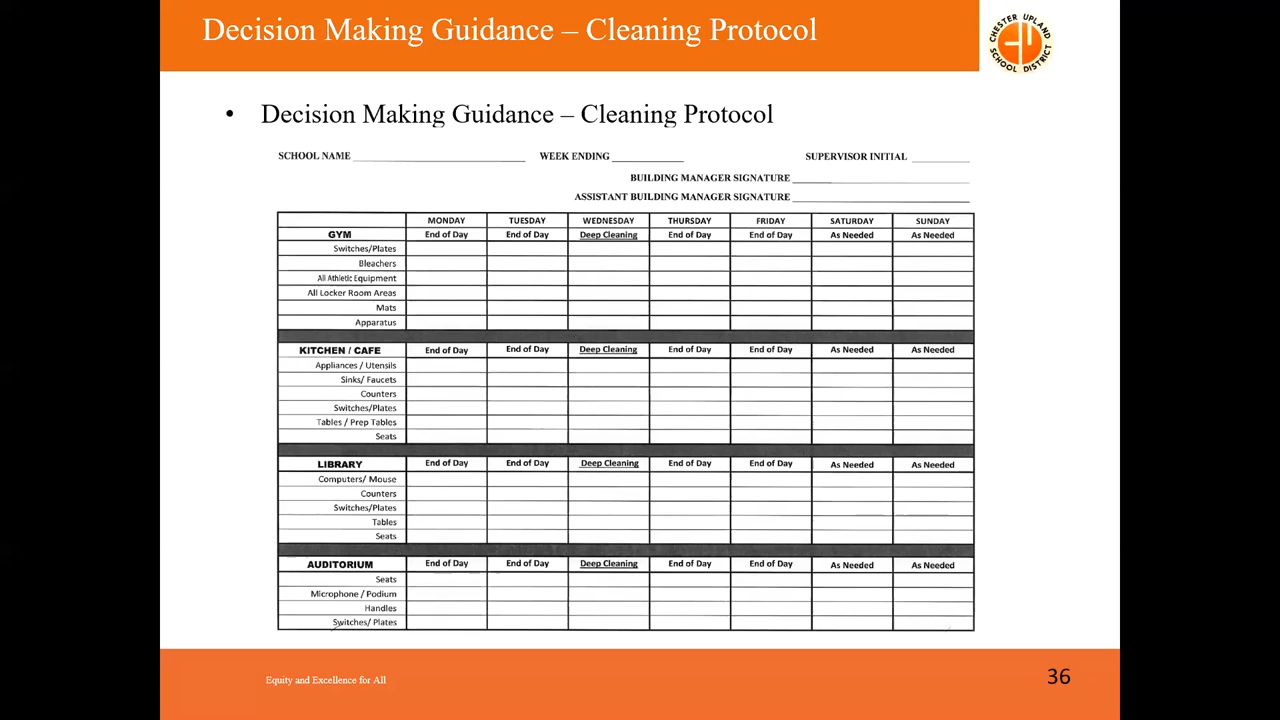 Decision Making Guidance – Cleaning Protocol
CHESTER UPLAND
SCHOOL DISTRICT
• Decision Making Guidance – Cleaning Protocol
SCHOOL NAME WEEK ENDING SUPERVISOR INITIAL
BUILDING MANAGER SIGNATURE
ASSISTANT BUILDING MANAGER SIGNATURE
MONDAY TUESDAY WEDNESDAY THURSDAY FRIDAY SATURDAY SUNDAY
GYM End of Day End of Day Deep Cleaning End of Day End of Day As Needed As Needed
Switches/Plates
Bleachers
All Athletic Equipment
All Locker Room Areas
Mats
Apparatus
KITCHEN / CAFE End of Day End of Day Deep Cleaning End of Day End of Day As Needed As Needed
Appliances / Utensils
Sinks/ Faucets
Counters
Switches/Plates
Tables / Prep Tables
Seats
LIBRARY End of Day End of Day Deep Cleaning End of Day End of Day As Needed As Needed
Computers/ Mouse
Counters
Switches/Plates
Tables
Seats
AUDITORIUM End of Day End of Day Deep Cleaning End of Day End of Day As Needed As Needed
Seats
Microphone / Podium
Handles
Switches/ Plates
Equity and Excellence for All
36